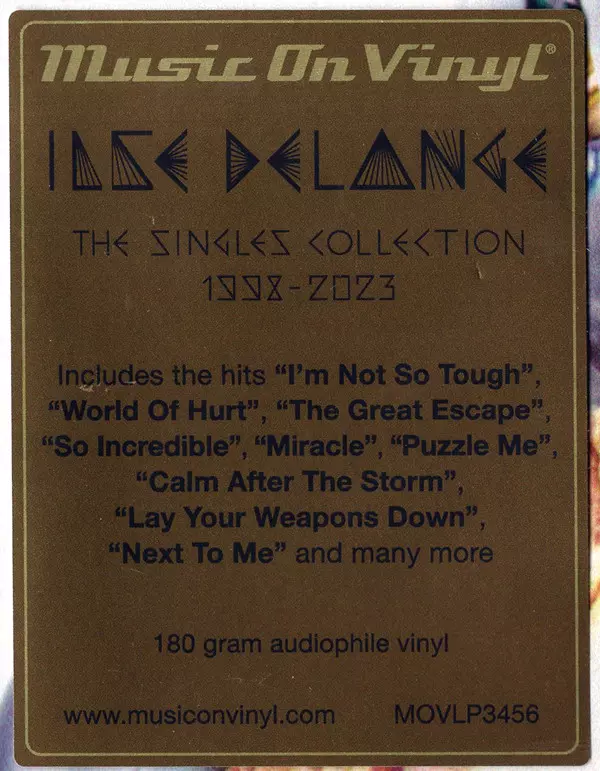 Music On Vinyl®
ILSE DELANGE
THE SINGLES COLLECTION
1998-2023
Includes the hits “I’m Not So Tough”,
“World Of Hurt”, “The Great Escape”,
“So Incredible”, “Miracle”, “Puzzle Me”,
“Calm After The Storm”,
“Lay Your Weapons Down”,
“Next To Me” and many more
180 gram audiophile vinyl
www.musiconvinyl.com MOVLP3456